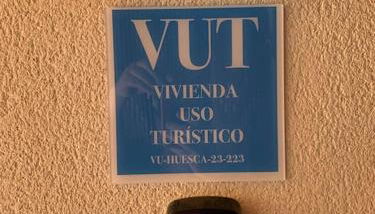 VUT
VIVIENDA
USO
TURÍSTICO
VU-HUESCA-23-223